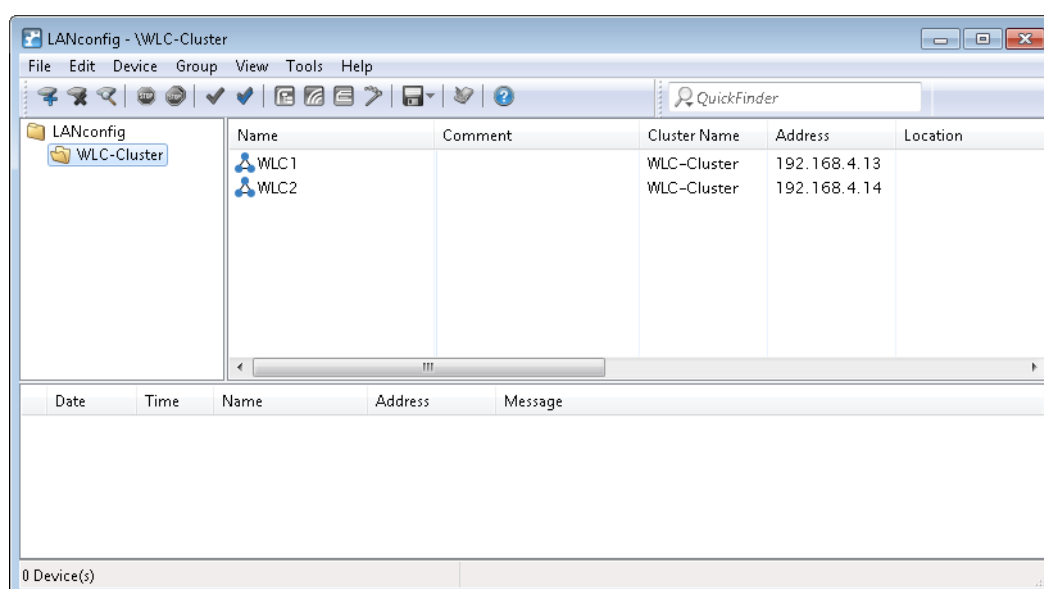 LANconfig - \WLC-Cluster
File Edit Device Group View Tools Help
QuickFinder
LANconfig
WLC-Cluster
Name Comment Cluster Name Address Location
WLC1 WLC-Cluster 192.168.4.13
WLC2 WLC-Cluster 192.168.4.14
Date Time Name Address Message
0 Device(s)